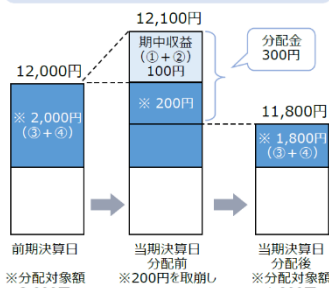 12,100円
期中収益
(①+②)
100円
分配金
300円
12,000円
※ 2,000円
(③+④)
※ 200円
11,800円
※ 1,800円
(③+④)
前期決算日
当期決算日
分配前
当期決算日
分配後
※分配対象額
※200円を取崩し
※分配対象額